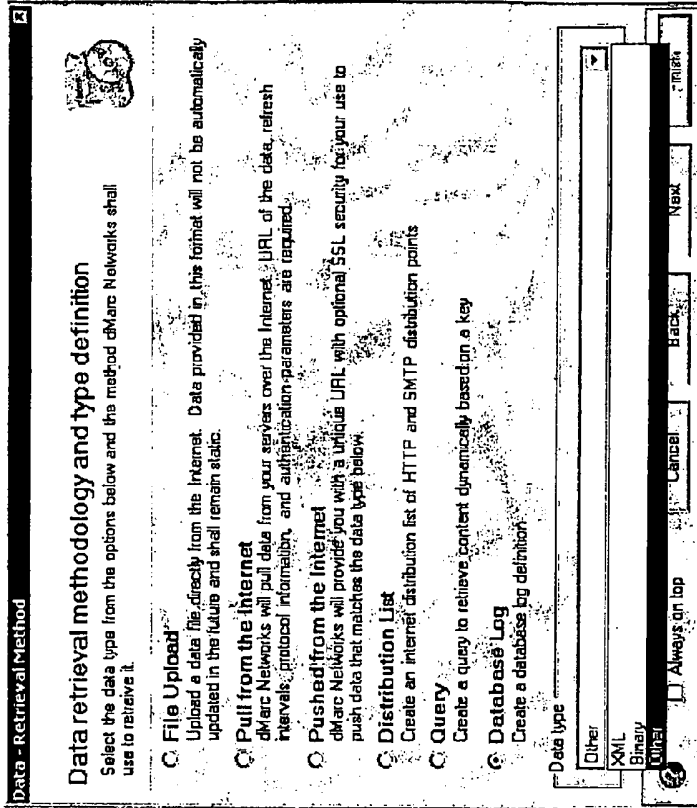 Data - Retrieval Method
Data retrieval methodology and type definition
Select the data type from the options below and the method dMarc Networks shall
use to retreive it.
File Upload
Upload a data file directly from the Internet. Data provided in this format will not be automatically
updated in the future and shall remain static.
Pull from the Internet
dMarc Networks will pull data from your servers over the Internet. URL of the data, refresh
intervals, protocol information, and authentication parameters are required.
Pushed from the Internet
dMarc Networks will provide you with a unique URL with optional SSL security for your use to
push data that matches the data type below.
Distribution List
Create an internet distribution list of HTTP and SMTP distribution points
Query
Create a query to retrieve content dynamically based on a key
Database Log
Create a database log definition
Data type
Other
XML
Binary
Other
Always on top
Cancel
Back
Next